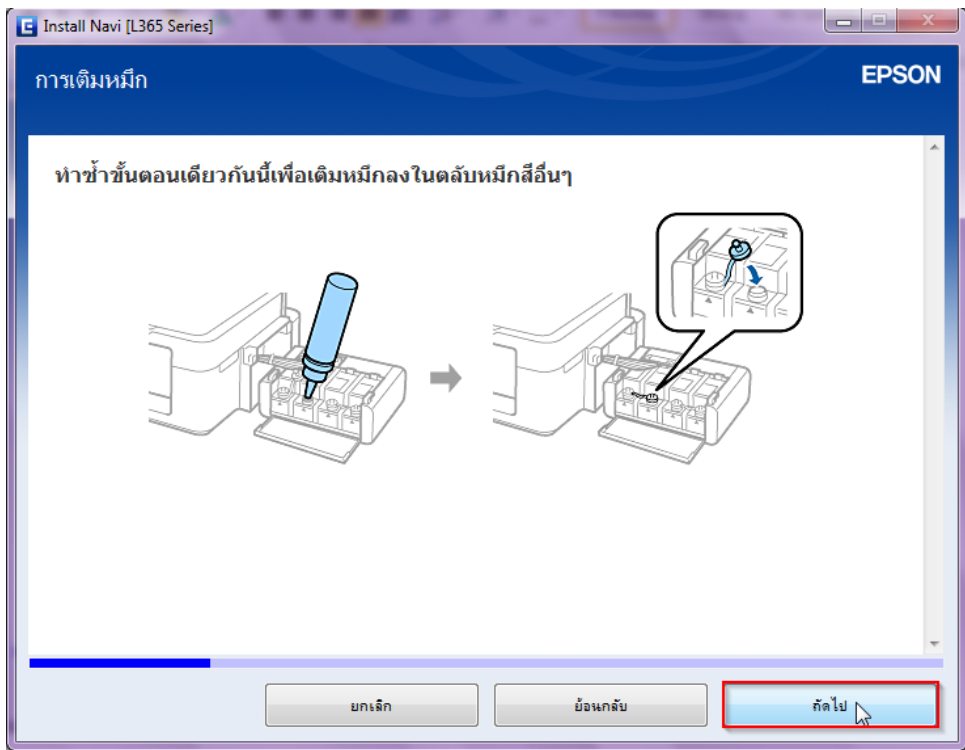 Install Navi [L365 Series]
การเติมหมึก
EPSON
ทำซ้ำขั้นตอนเดียวกันนี้เพื่อเติมหมึกลงในตลับหมึกสีอื่นๆ
ยกเลิก
ย้อนกลับ
ถัดไป